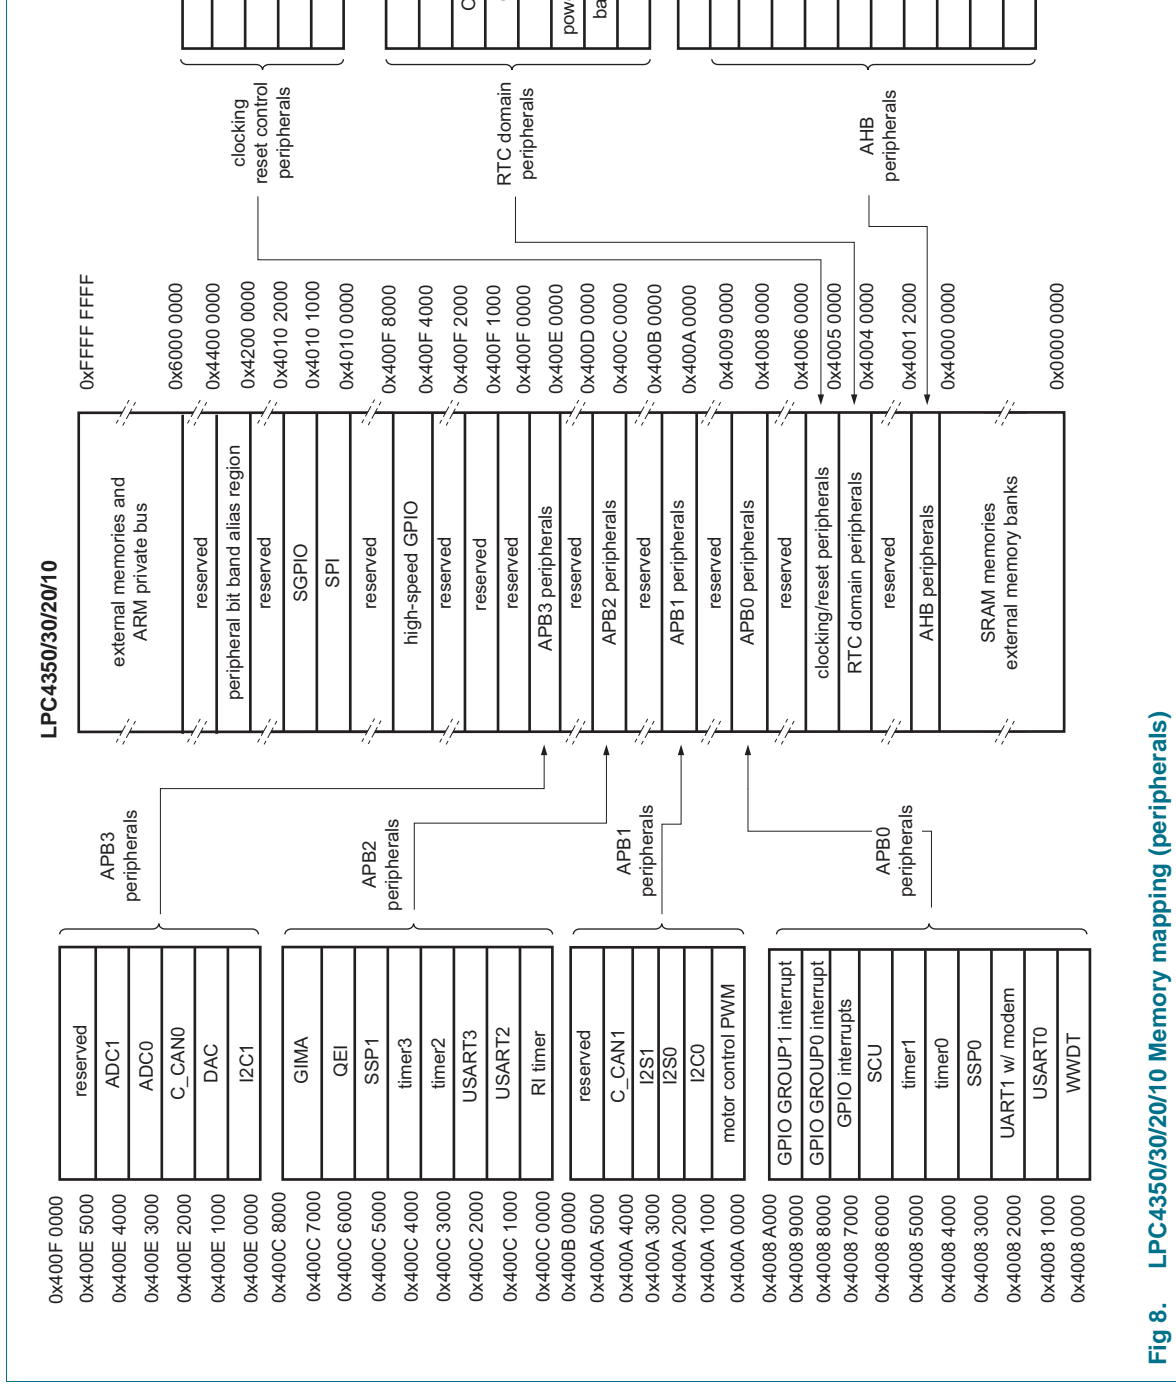 LPC4350/30/20/10
0x400F 0000
reserved
0x400E 5000
ADC1
0x400E 4000
ADC0
0x400E 3000
C_CAN0
0x400E 2000
DAC
0x400E 1000
I2C1
0x400E 0000
APB3
peripherals
0x400C 8000
GIMA
0x400C 7000
QEI
0x400C 6000
SSP1
0x400C 5000
timer3
0x400C 4000
timer2
0x400C 3000
USART3
0x400C 2000
USART2
0x400C 1000
RI timer
0x400C 0000
APB2
peripherals
0x400B 0000
reserved
0x400A 5000
C_CAN1
0x400A 4000
I2S1
0x400A 3000
I2S0
0x400A 2000
I2C0
0x400A 1000
motor control PWM
0x400A 0000
APB1
peripherals
0x4008 A000
GPIO GROUP1 interrupt
0x4008 9000
GPIO GROUP0 interrupt
0x4008 8000
GPIO interrupts
0x4008 7000
SCU
0x4008 6000
timer1
0x4008 5000
timer0
0x4008 4000
SSP0
0x4008 3000
UART1 w/ modem
0x4008 2000
USART0
0x4008 1000
WWDT
0x4008 0000
APB0
peripherals
0xFFFF FFFF
external memories and
ARM private bus
0x6000 0000
reserved
0x4400 0000
peripheral bit band alias region
0x4200 0000
reserved
0x4010 2000
SGPIO
0x4010 1000
SPI
0x4010 0000
reserved
0x400F 8000
high-speed GPIO
0x400F 4000
reserved
0x400F 2000
reserved
0x400F 1000
reserved
0x400F 0000
APB3 peripherals
0x400E 0000
reserved
0x400D 0000
APB2 peripherals
0x400C 0000
reserved
0x400B 0000
APB1 peripherals
0x400A 0000
reserved
0x4009 0000
APB0 peripherals
0x4008 0000
reserved
0x4006 0000
clocking/reset peripherals
0x4005 0000
RTC domain peripherals
0x4004 0000
reserved
0x4001 2000
AHB peripherals
0x4000 0000
SRAM memories
external memory banks
0x0000 0000
clocking
reset control
peripherals
RTC domain
peripherals
AHB
peripherals
C
pow
ba
Fig 8. LPC4350/30/20/10 Memory mapping (peripherals)